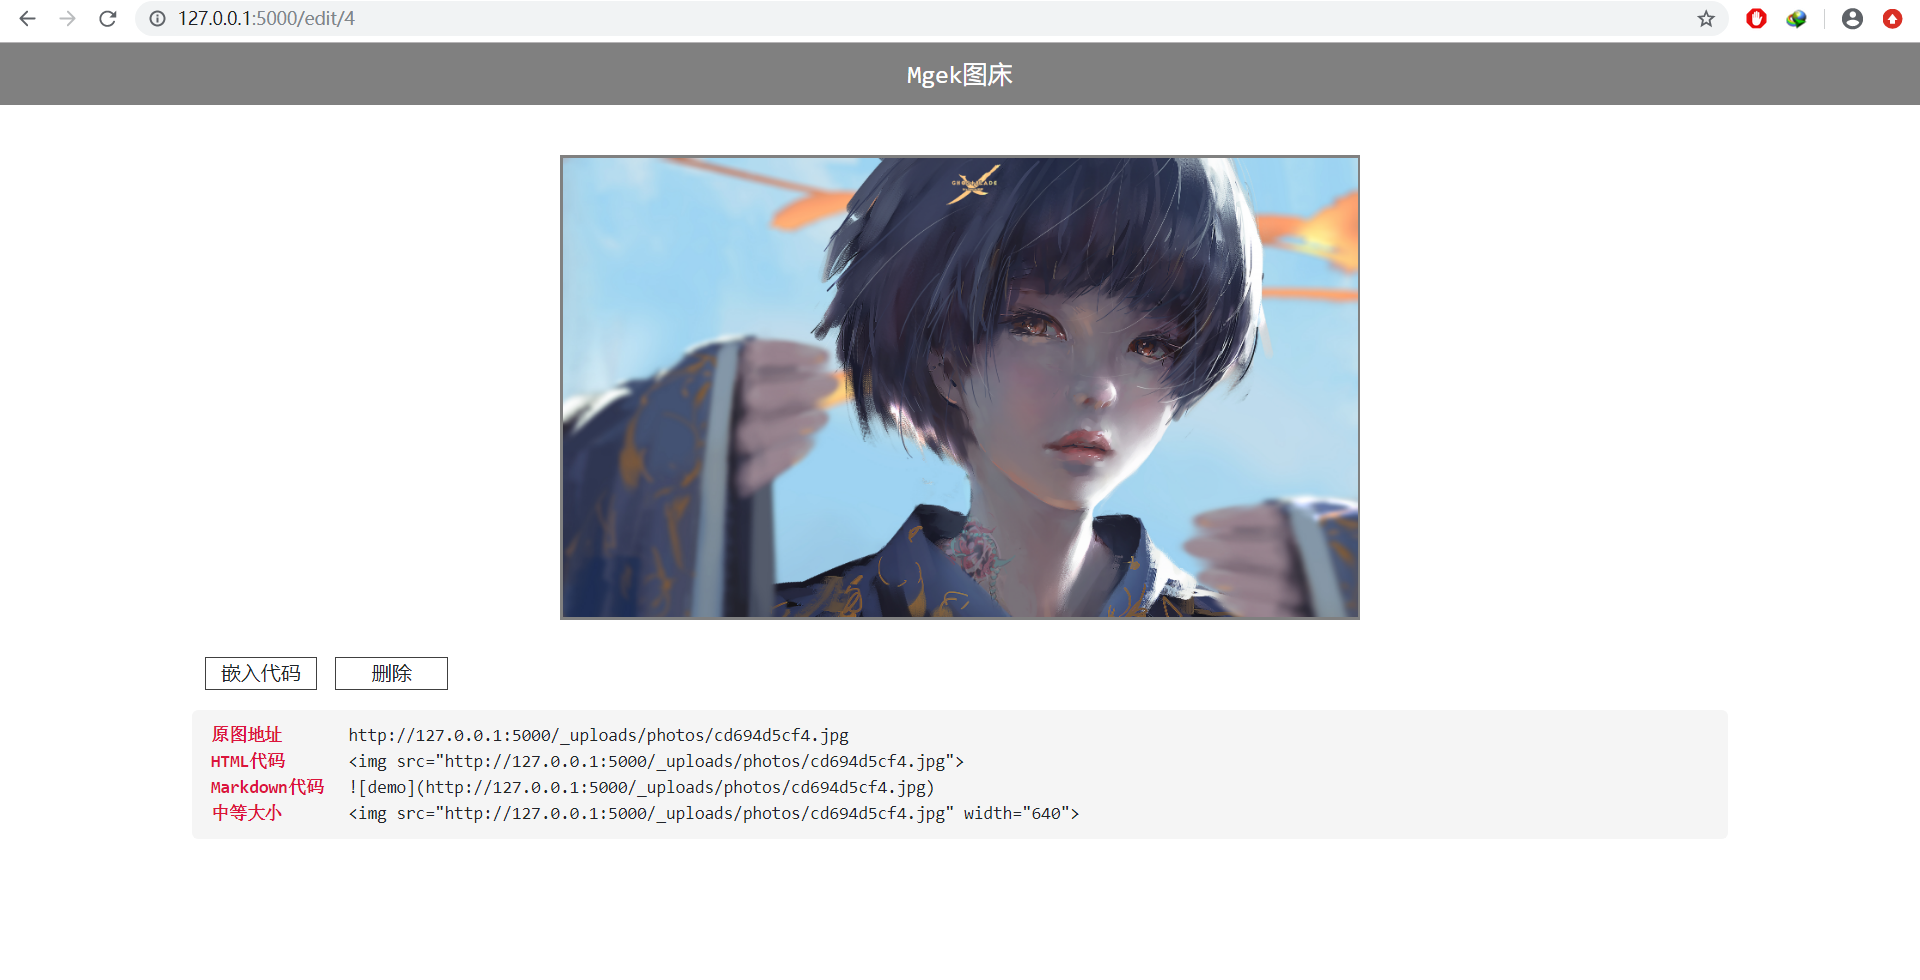 127.0.0.1:5000/edit/4
Mgek图床
嵌入代码 删除
原图地址 http://127.0.0.1:5000/_uploads/photos/cd694d5cf4.jpg
HTML代码 <img src="http://127.0.0.1:5000/_uploads/photos/cd694d5cf4.jpg">
Markdown代码 ![demo](http://127.0.0.1:5000/_uploads/photos/cd694d5cf4.jpg)
中等大小 <img src="http://127.0.0.1:5000/_uploads/photos/cd694d5cf4.jpg" width="640">